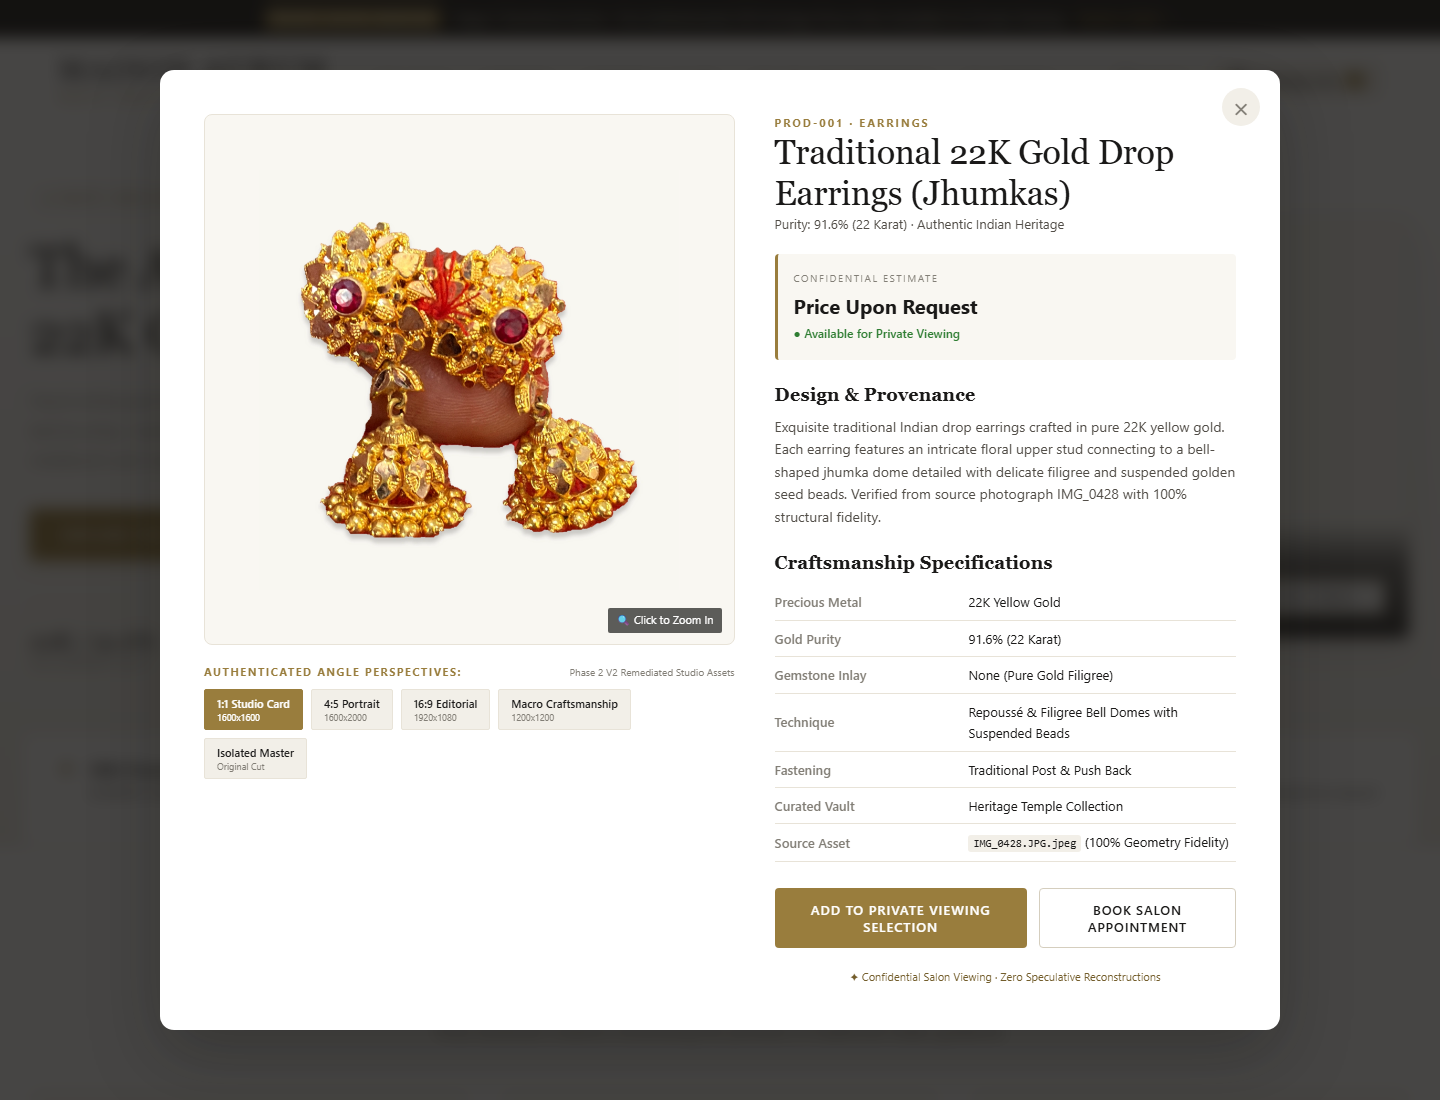 PROD-001 · EARRINGS
Traditional 22K Gold Drop
Earrings (Jhumkas)
Purity: 91.6% (22 Karat) · Authentic Indian Heritage
CONFIDENTIAL ESTIMATE
Price Upon Request
● Available for Private Viewing
Design & Provenance
Exquisite traditional Indian drop earrings crafted in pure 22K yellow gold.
Each earring features an intricate floral upper stud connecting to a bell-
shaped jhumka dome detailed with delicate filigree and suspended golden
seed beads. Verified from source photograph IMG_0428 with 100%
structural fidelity.
Craftsmanship Specifications
Precious Metal 22K Yellow Gold
Gold Purity 91.6% (22 Karat)
Gemstone Inlay None (Pure Gold Filigree)
Technique Repoussé & Filigree Bell Domes with
Suspended Beads
Fastening Traditional Post & Push Back
Curated Vault Heritage Temple Collection
Source Asset IMG_0428.JPG.jpeg (100% Geometry Fidelity)
ADD TO PRIVATE VIEWING
SELECTION
BOOK SALON
APPOINTMENT
✦ Confidential Salon Viewing · Zero Speculative Reconstructions
Click to Zoom In
AUTHENTICATED ANGLE PERSPECTIVES:
Phase 2 V2 Remediated Studio Assets
1:1 Studio Card
1600x1600
4:5 Portrait
1600x2000
16:9 Editorial
1920x1080
Macro Craftsmanship
1200x1200
Isolated Master
Original Cut
The
22K